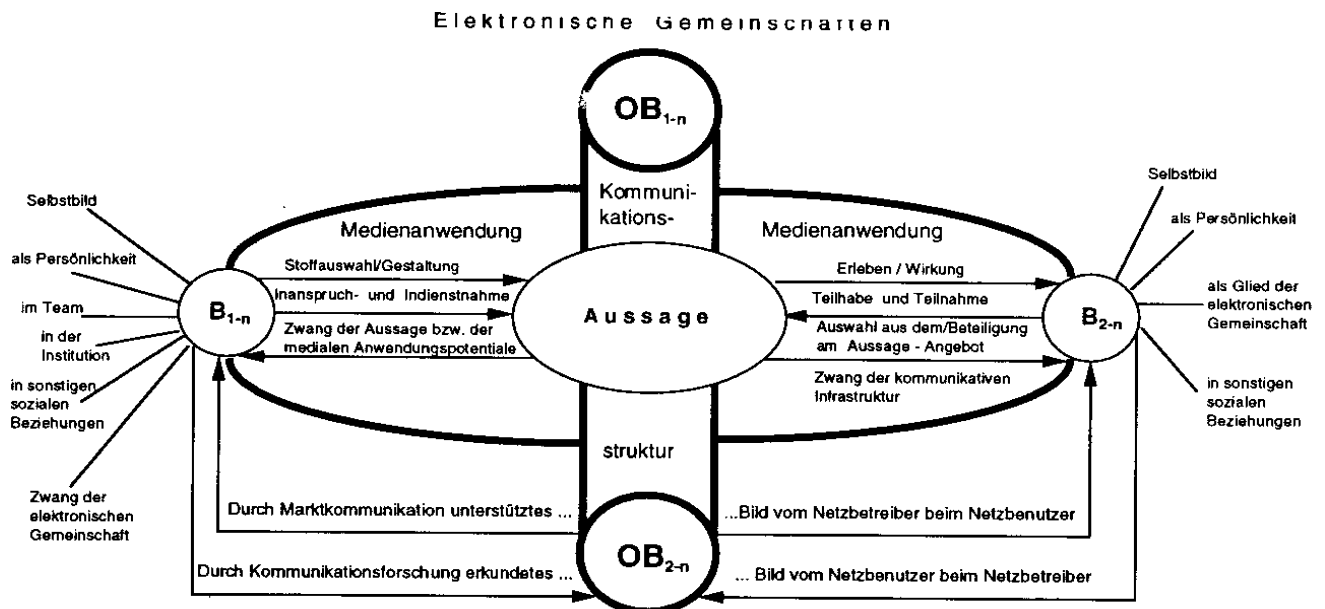 Elektronische Gemeinschaften
OB1-n
Kommuni-
kations-
Medienanwendung
Medienanwendung
Selbstbild
als Persönlichkeit
im Team
in der
Institution
in sonstigen
sozialen
Beziehungen
Zwang der
elektronischen
Gemeinschaft
B1-n
Stoffauswahl/Gestaltung
Inanspruch- und Indienstnahme
Zwang der Aussage bzw. der
medialen Anwendungspotentiale
Aussage
Erleben / Wirkung
Teilhabe und Teilnahme
Auswahl aus dem/Beteiligung
am Aussage - Angebot
Zwang der kommunikativen
Infrastruktur
B2-n
Selbstbild
als Persönlichkeit
als Glied der
elektronischen
Gemeinschaft
in sonstigen
sozialen
Beziehungen
struktur
Durch Marktkommunikation unterstütztes ...
...Bild vom Netzbetreiber beim Netzbenutzer
OB2-n
Durch Kommunikationsforschung erkundetes ...
... Bild vom Netzbenutzer beim Netzbetreiber